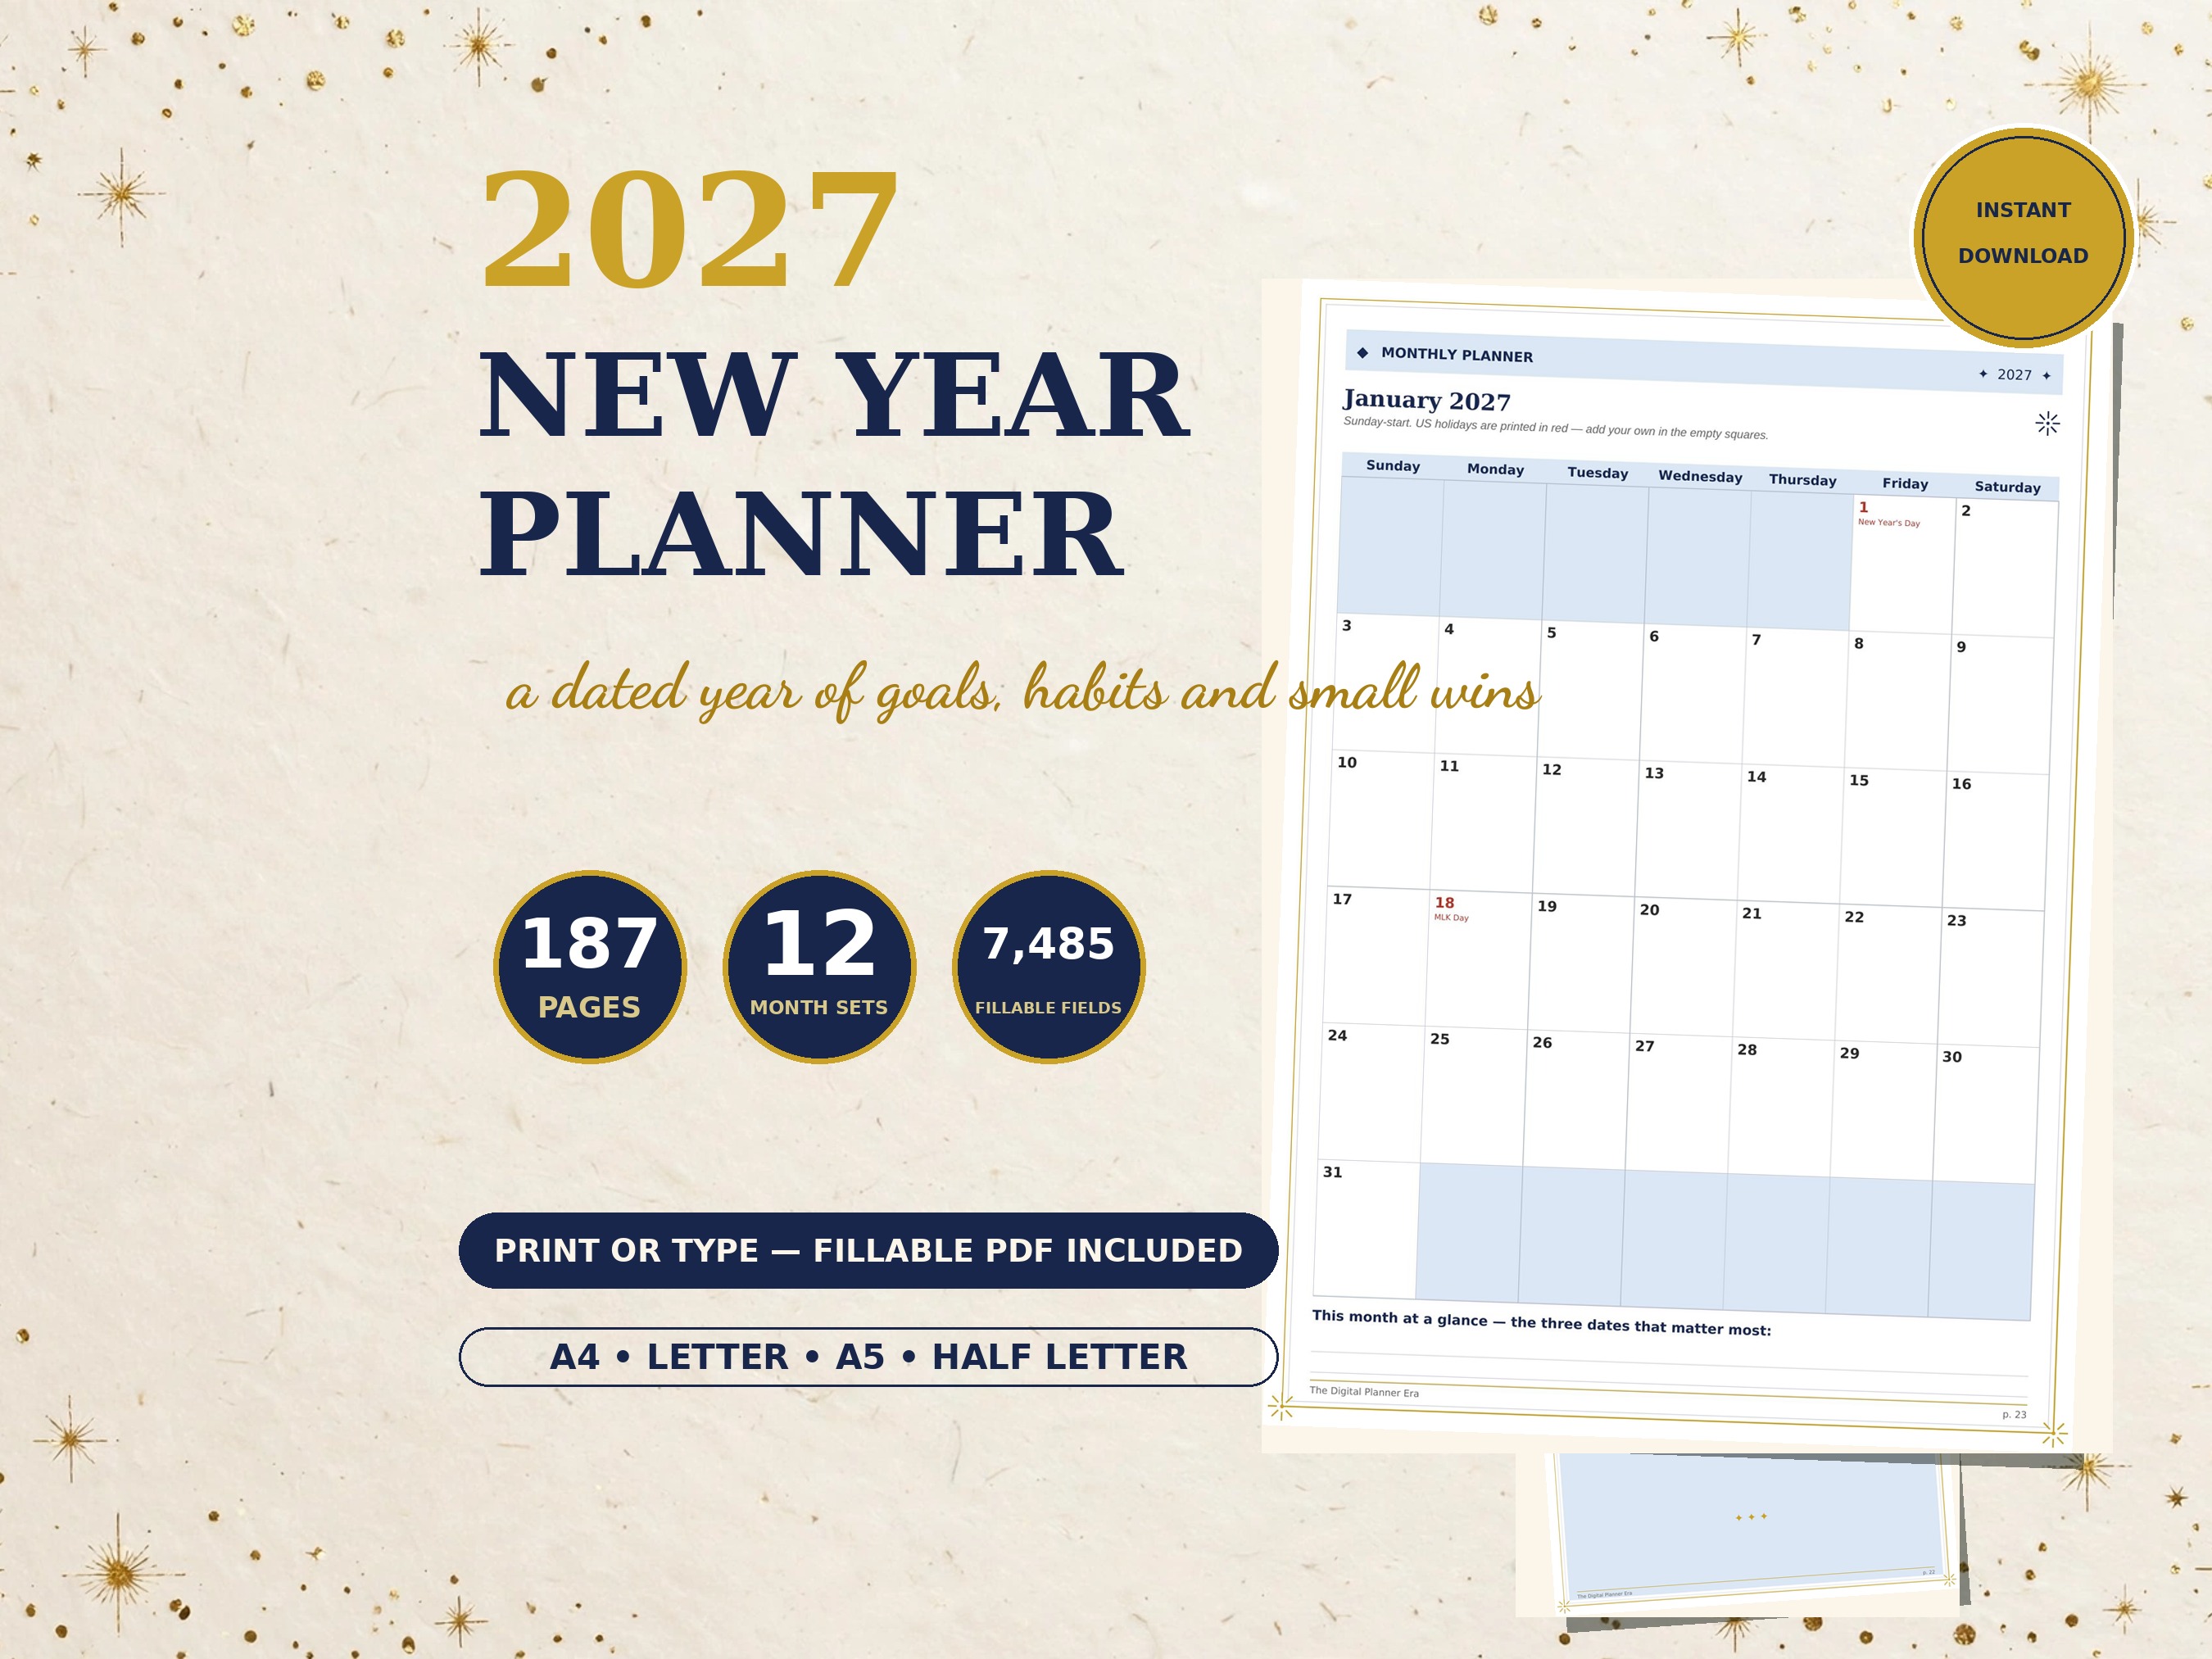 2027
NEW YEAR
PLANNER
a dated year of goals, habits and small wins
187
PAGES
12
MONTH SETS
7,485
FILLABLE FIELDS
PRINT OR TYPE — FILLABLE PDF INCLUDED
A4 • LETTER • A5 • HALF LETTER
INSTANT
DOWNLOAD
◆ MONTHLY PLANNER
✦ 2027 ✦
January 2027
Sunday-start. US holidays are printed in red — add your own in the empty squares.
Sunday Monday Tuesday Wednesday Thursday Friday Saturday
1 2
New Year's Day
3 4 5 6 7 8 9
10 11 12 13 14 15 16
17 18 19 20 21 22 23
MLK Day
24 25 26 27 28 29 30
31
This month at a glance — the three dates that matter most:
The Digital Planner Era
p. 23
The Digital Planner Era